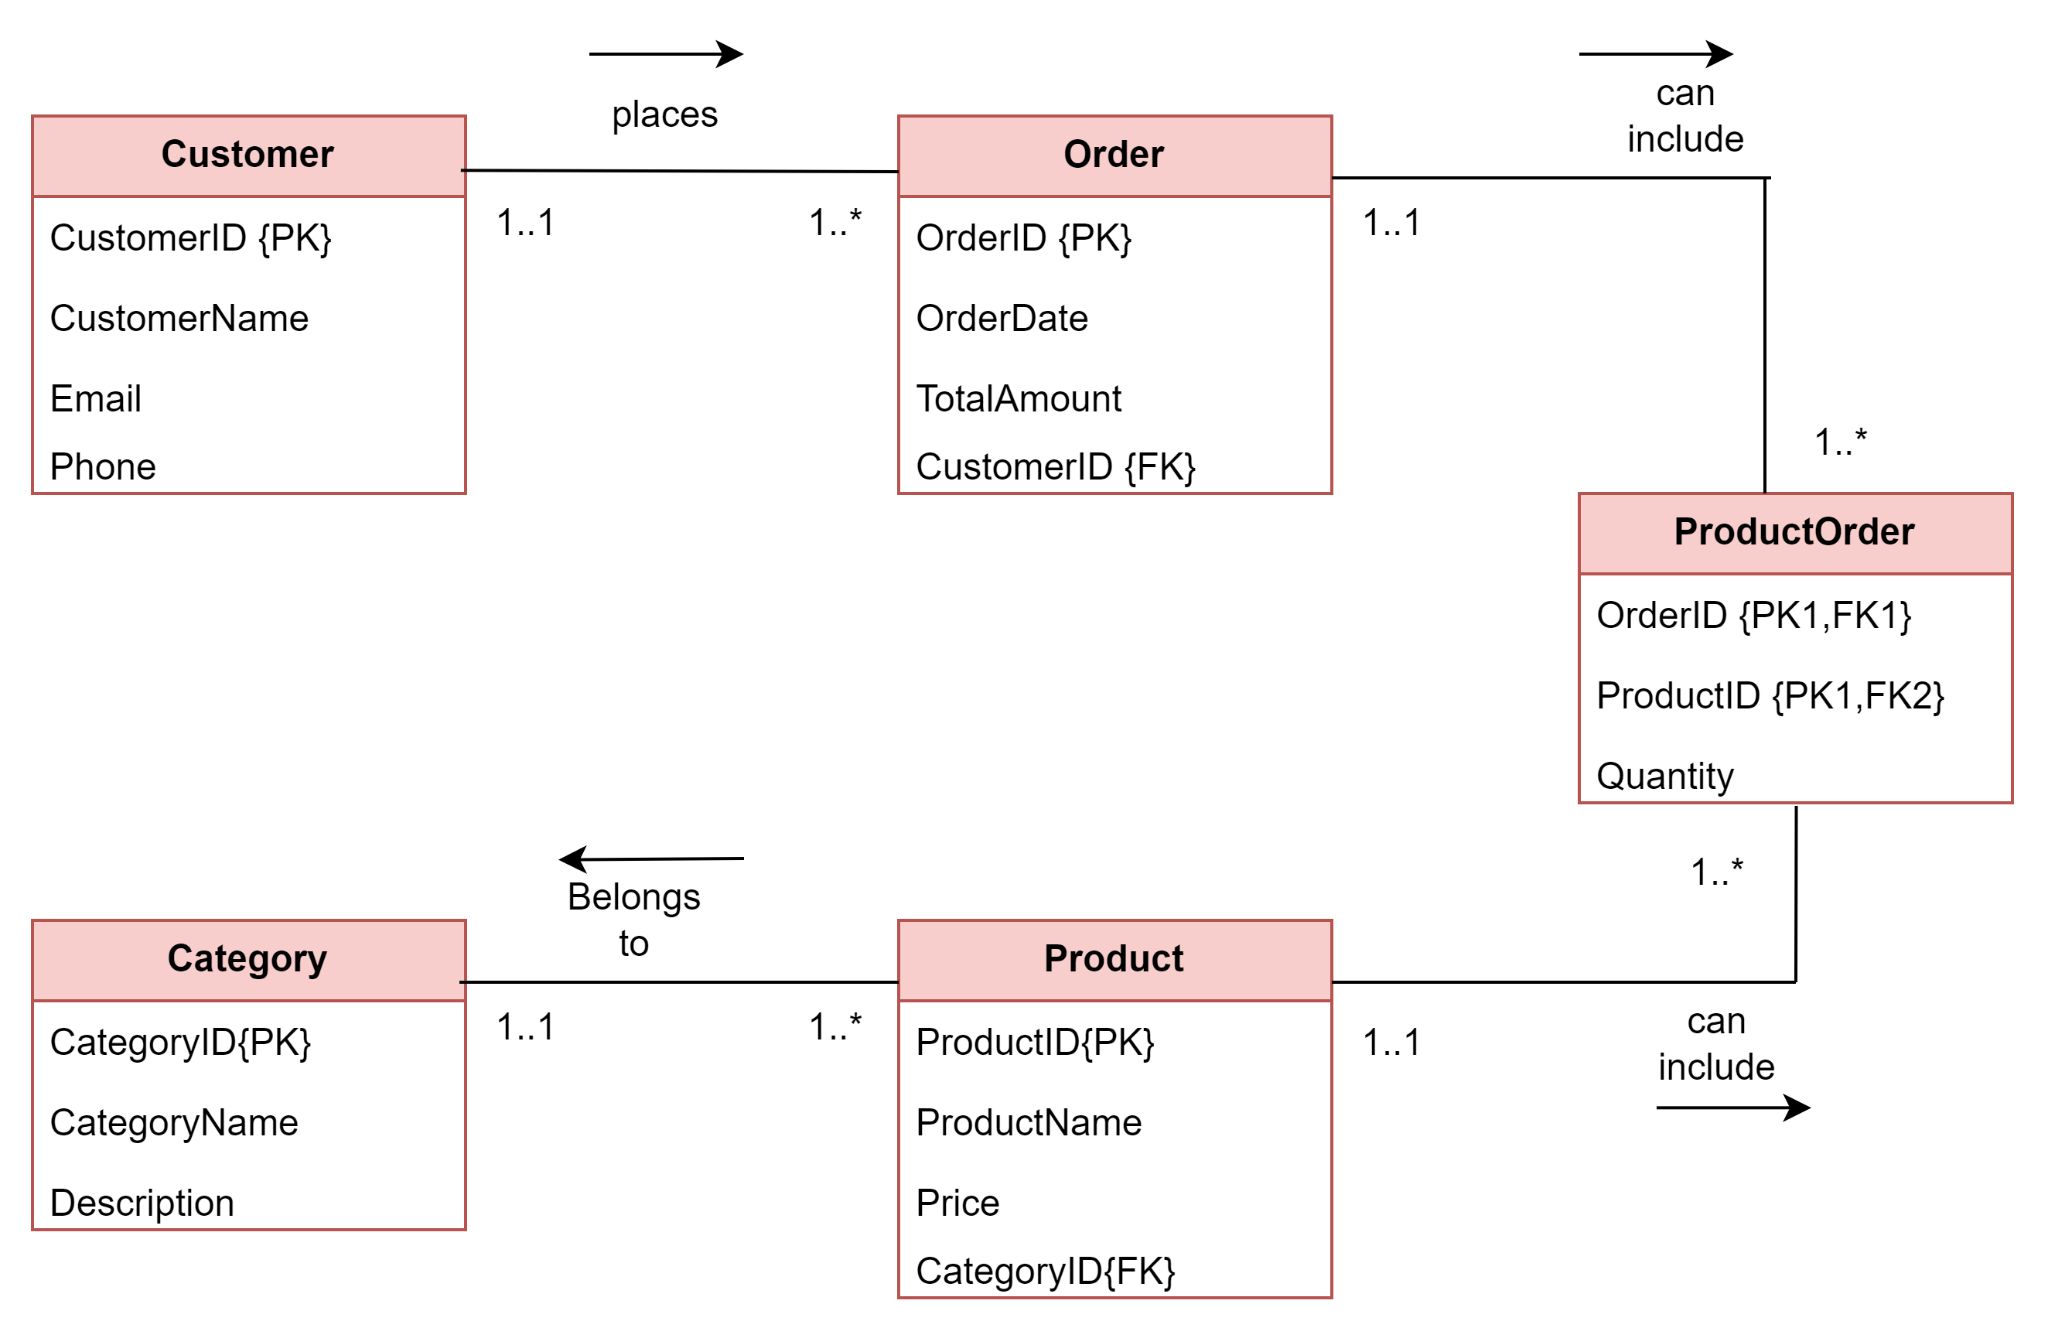 places
can
include
Customer
CustomerID {PK}
CustomerName
Email
Phone
1..1
1..*
Order
OrderID {PK}
OrderDate
TotalAmount
CustomerID {FK}
1..1
1..*
ProductOrder
OrderID {PK1,FK1}
ProductID {PK1,FK2}
Quantity
1..*
Belongs
to
Category
CategoryID{PK}
CategoryName
Description
1..1
1..*
Product
ProductID{PK}
ProductName
Price
CategoryID{FK}
1..1
can
include